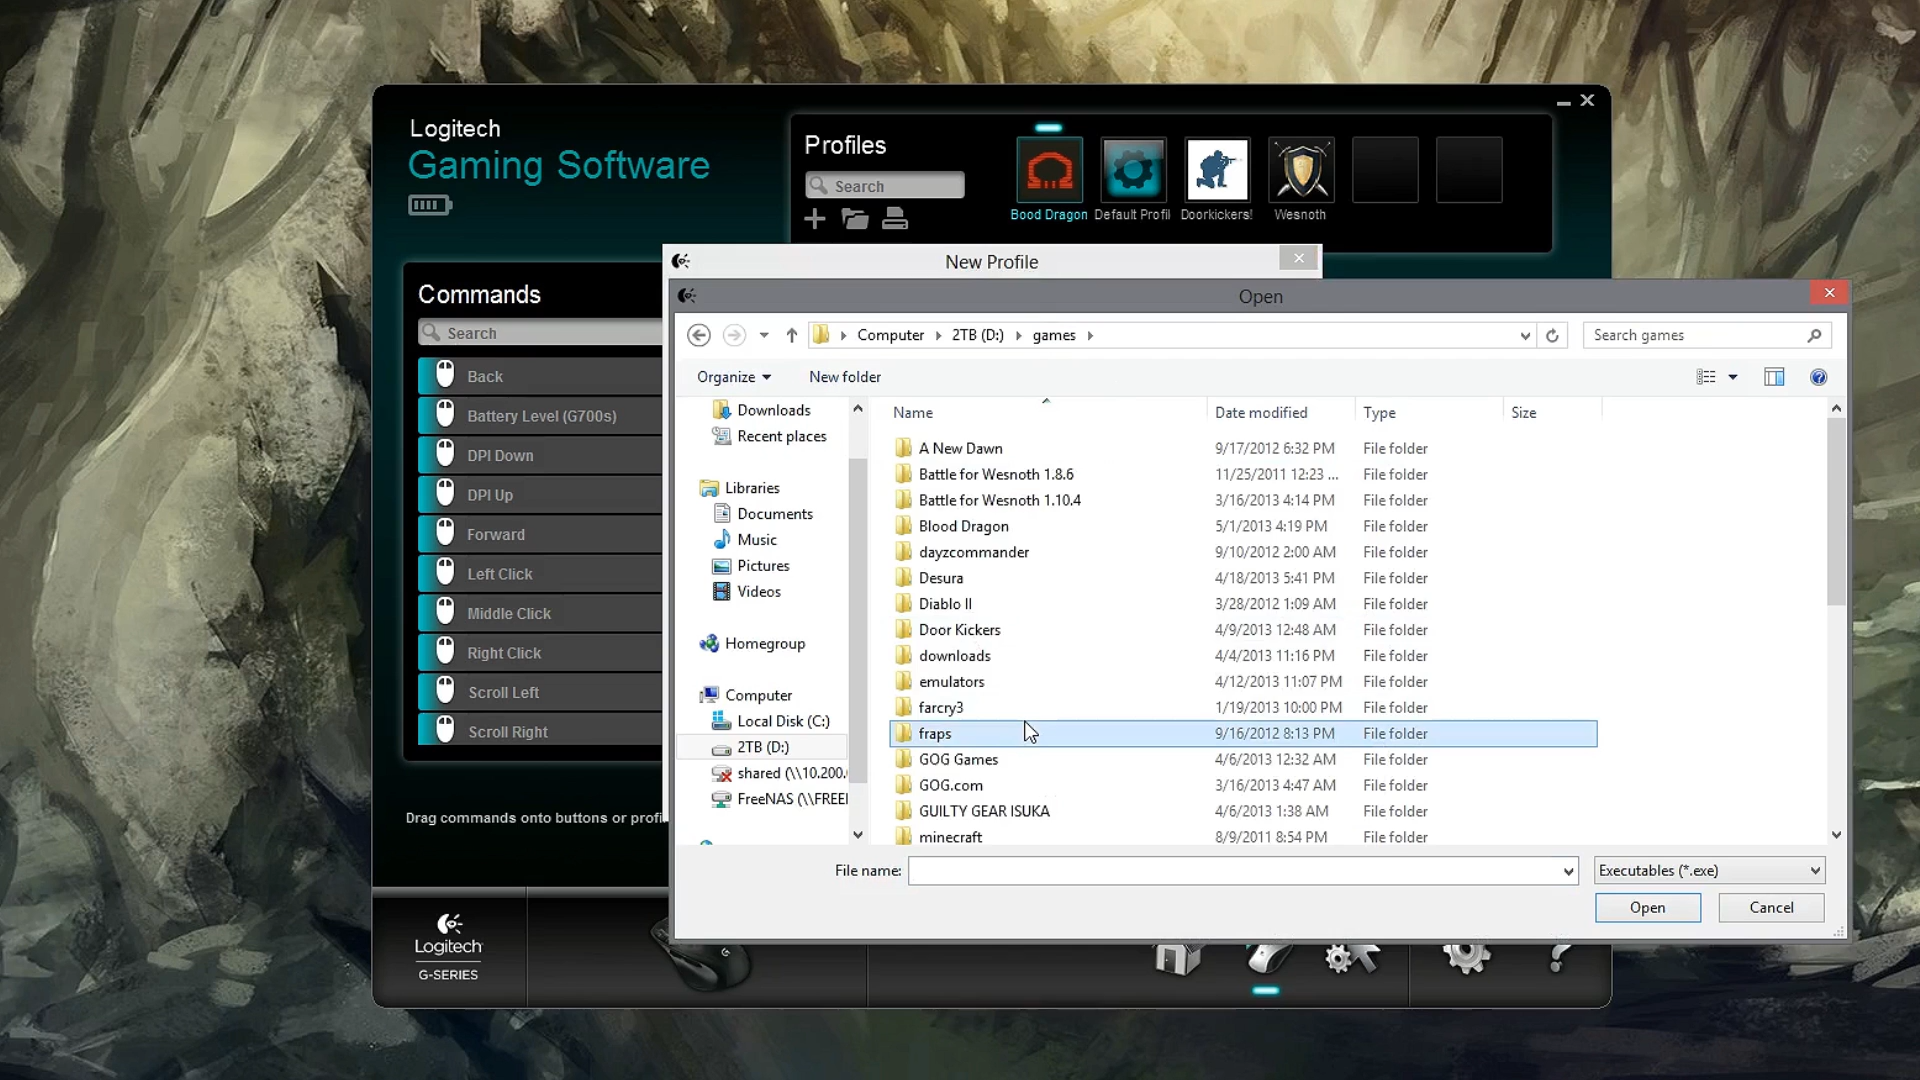 Logitech
Gaming Software
Profiles
Search
Bood Dragon
Default Profil
Doorkickers!
Wesnoth
Commands
Search
Back
Battery Level (G700s)
DPI Down
DPI Up
Forward
Left Click
Middle Click
Right Click
Scroll Left
Scroll Right
Drag commands onto buttons or profi
Logitech
G-SERIES
New Profile
Open
Computer
2TB (D:)
games
Search games
Organize
New folder
Downloads
Recent places
Libraries
Documents
Music
Pictures
Videos
Homegroup
Computer
Local Disk (C:)
2TB (D:)
shared (\\10.200.
FreeNAS (\\FREEI
Name Date modified Type Size
A New Dawn 9/17/2012 6:32 PM File folder
Battle for Wesnoth 1.8.6 11/25/2011 12:23 ... File folder
Battle for Wesnoth 1.10.4 3/16/2013 4:14 PM File folder
Blood Dragon 5/1/2013 4:19 PM File folder
dayzcommander 9/10/2012 2:00 AM File folder
Desura 4/18/2013 5:41 PM File folder
Diablo II 3/28/2012 1:09 AM File folder
Door Kickers 4/9/2013 12:48 AM File folder
downloads 4/4/2013 11:16 PM File folder
emulators 4/12/2013 11:07 PM File folder
farcry3 1/19/2013 10:00 PM File folder
fraps 9/16/2012 8:13 PM File folder
GOG Games 4/6/2013 12:32 AM File folder
GOG.com 3/16/2013 4:47 AM File folder
GUILTY GEAR ISUKA 4/6/2013 1:38 AM File folder
minecraft 8/9/2011 8:54 PM File folder
File name:
Executables (*.exe)
Open
Cancel